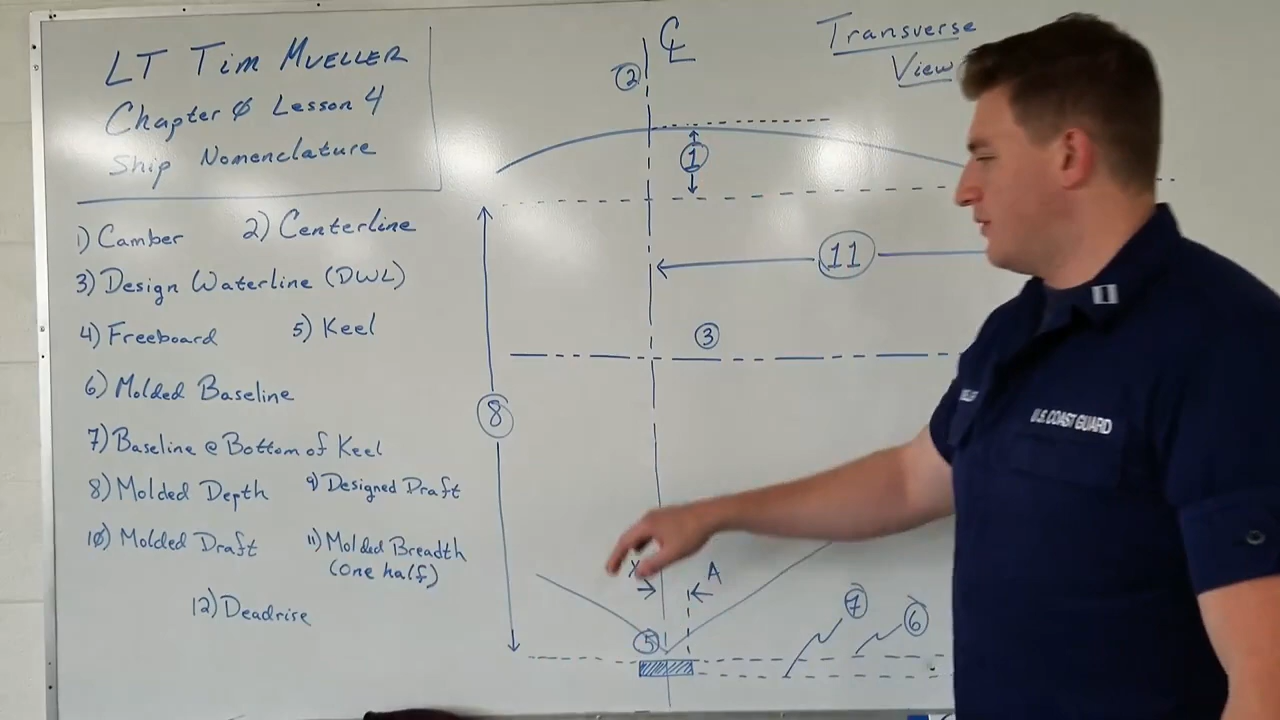 LT TIM MUELLER
Chapter 0 Lesson 4
Ship Nomenclature
1) Camber
2) Centerline
3) Design Waterline (DWL)
4) Freeboard
5) Keel
6) Molded Baseline
7) Baseline @ Bottom of Keel
8) Molded Depth
9) Designed Draft
10) Molded Draft
11) Molded Breadth
(one half)
12) Deadrise
CL
Transverse
View
2
1
11
3
8
A
5
7
6
U.S. COAST GUARD